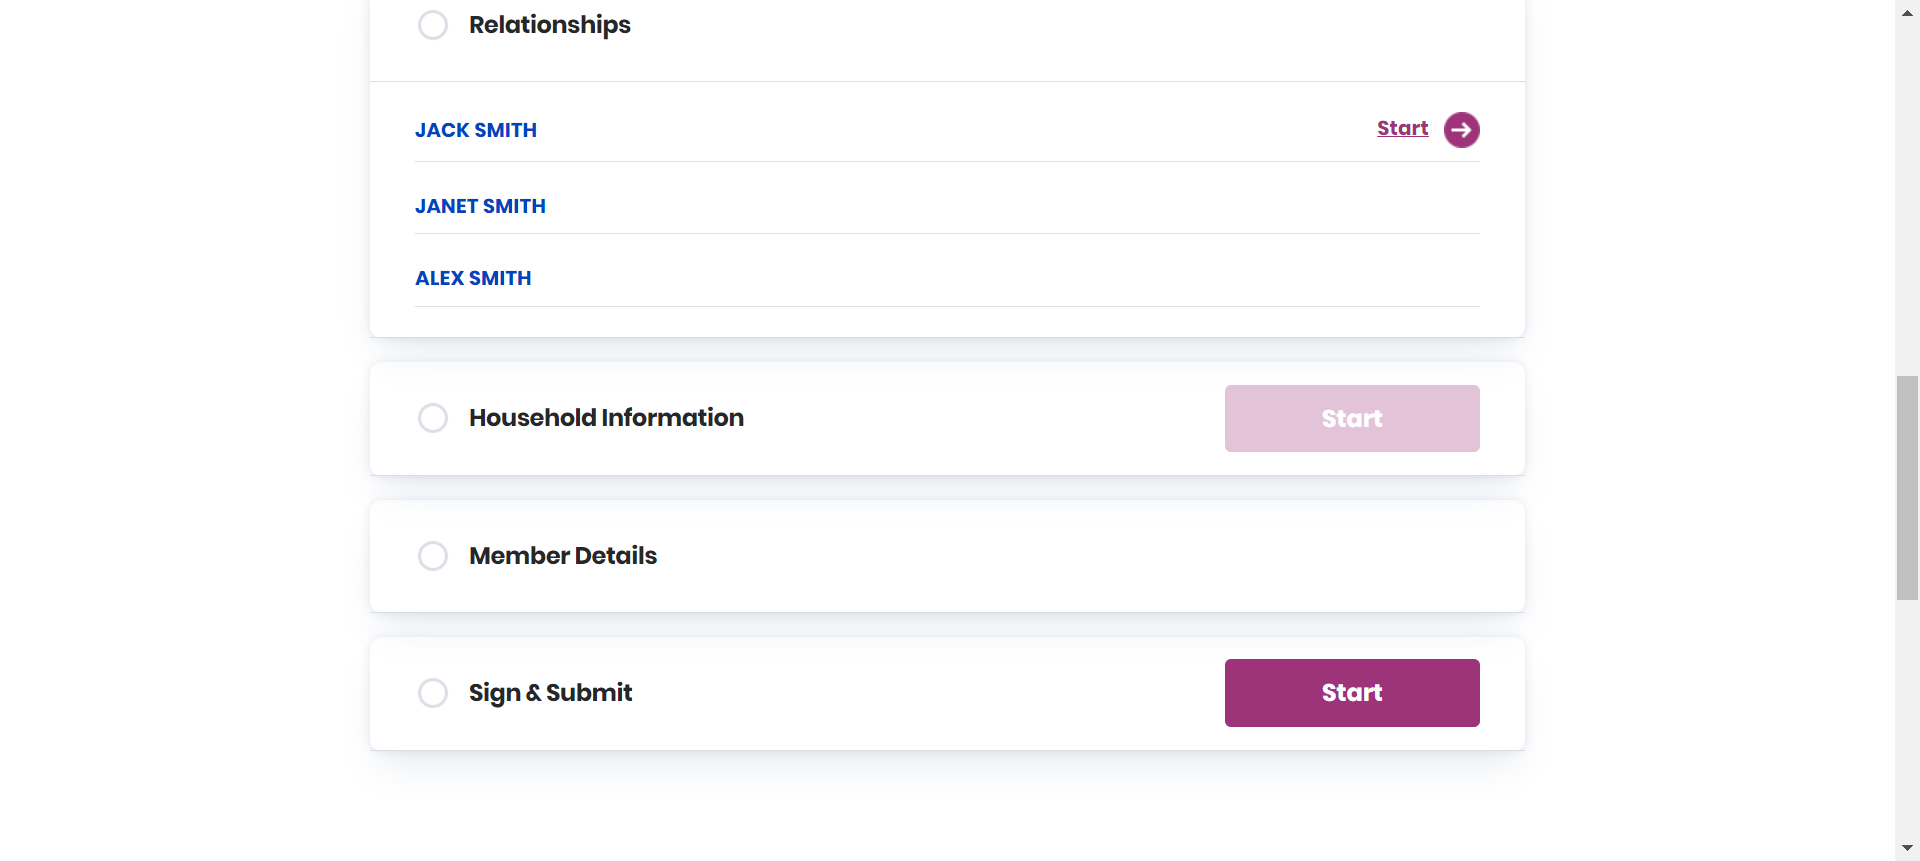 Relationships
JACK SMITH
Start
JANET SMITH
ALEX SMITH
Household Information
Start
Member Details
Sign & Submit
Start